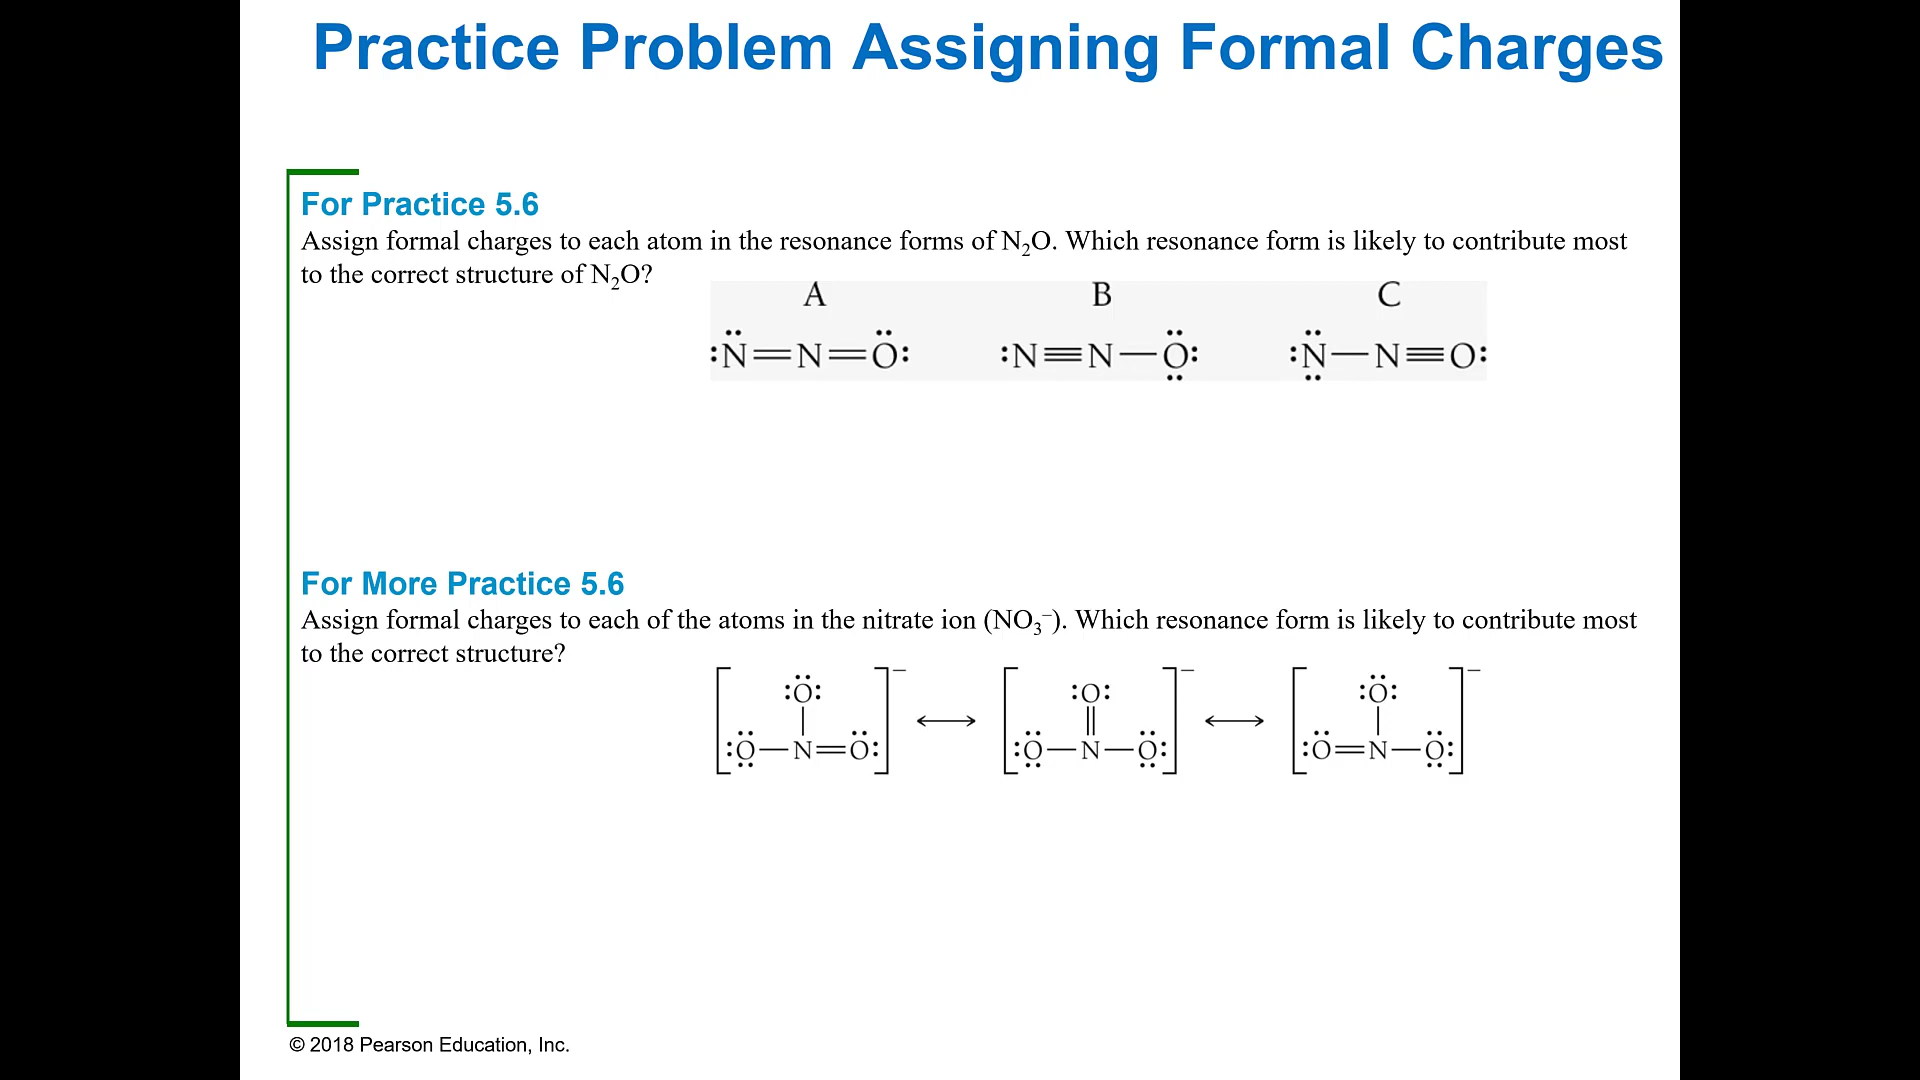 Practice Problem Assigning Formal Charges
For Practice 5.6
Assign formal charges to each atom in the resonance forms of N₂O. Which resonance form is likely to contribute most
to the correct structure of N₂O?
A B C
:N̈=N=Ö: :N≡N—Ö̤: :N̤̈—N≡O:
For More Practice 5.6
Assign formal charges to each of the atoms in the nitrate ion (NO₃⁻). Which resonance form is likely to contribute most
to the correct structure?
[ :Ö: ]⁻ ⟷ [ :O: ]⁻ ⟷ [ :Ö: ]⁻
| || |
:Ö̤—N=Ö: :Ö̤—N—Ö̤: :Ö=N—Ö̤:
© 2018 Pearson Education, Inc.